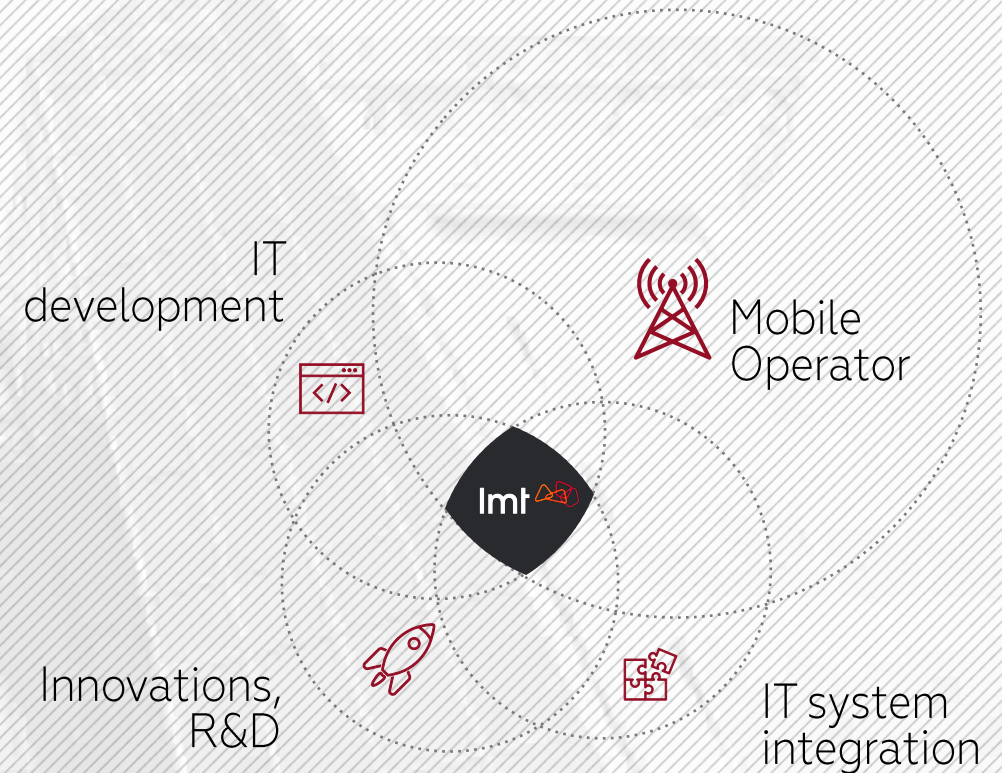 IT
development
</>
Mobile
Operator
lmt
Innovations,
R&D
IT system
integration